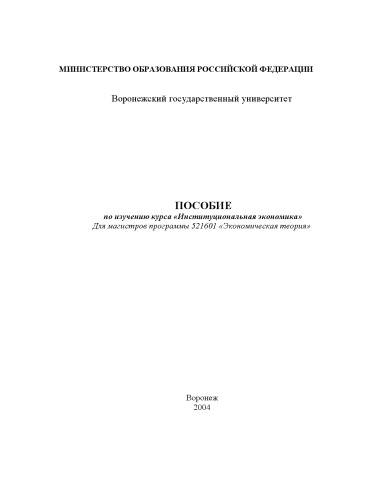 МИНИСТЕРСТВО ОБРАЗОВАНИЯ РОССИЙСКОЙ ФЕДЕРАЦИИ
Воронежский государственный университет
ПОСОБИЕ
по изучению курса «Институциональная экономика»
Для магистров программы 521601 «Экономическая теория»
Воронеж
2004